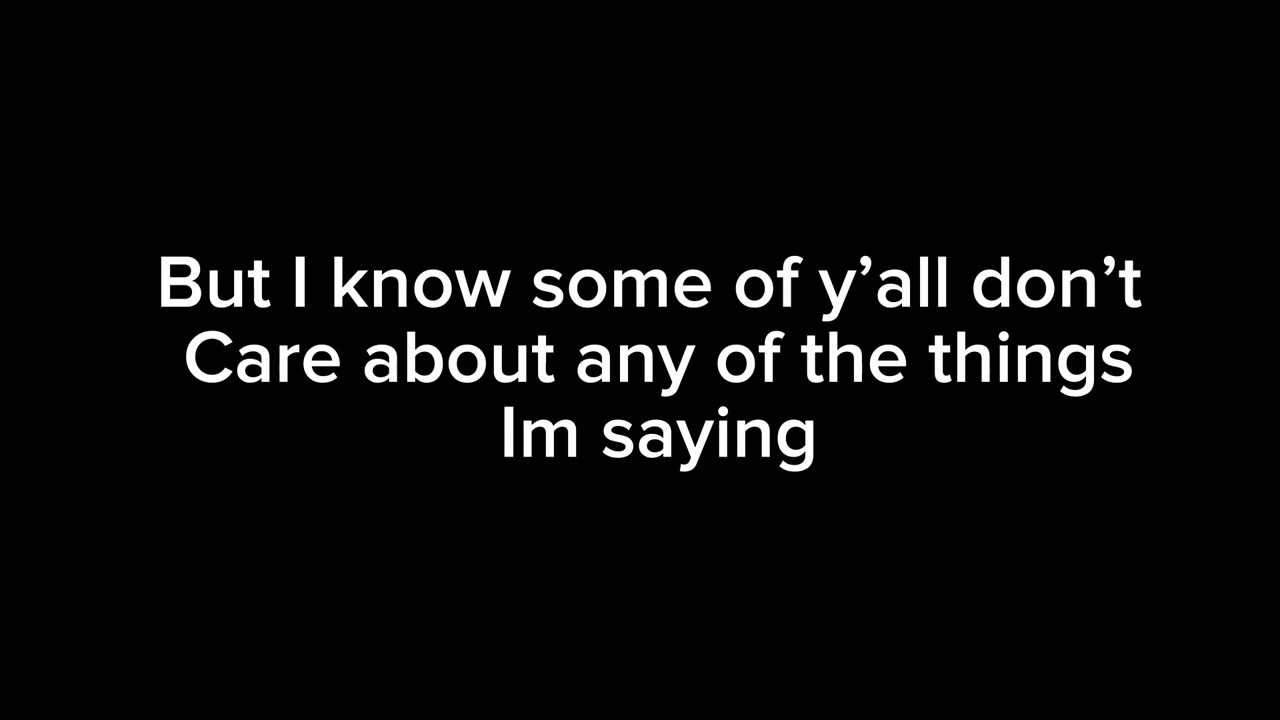 But I know some of y’all don’t
Care about any of the things
Im saying